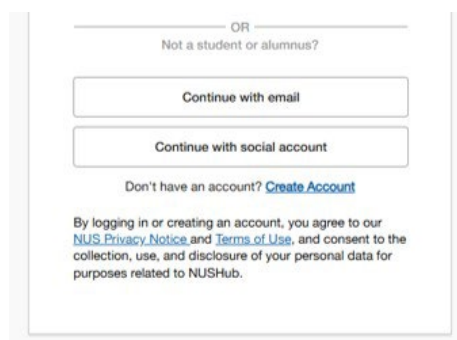 OR
Not a student or alumnus?
Continue with email
Continue with social account
Don't have an account? Create Account
By logging in or creating an account, you agree to our
NUS Privacy Notice and Terms of Use, and consent to the
collection, use, and disclosure of your personal data for
purposes related to NUSHub.